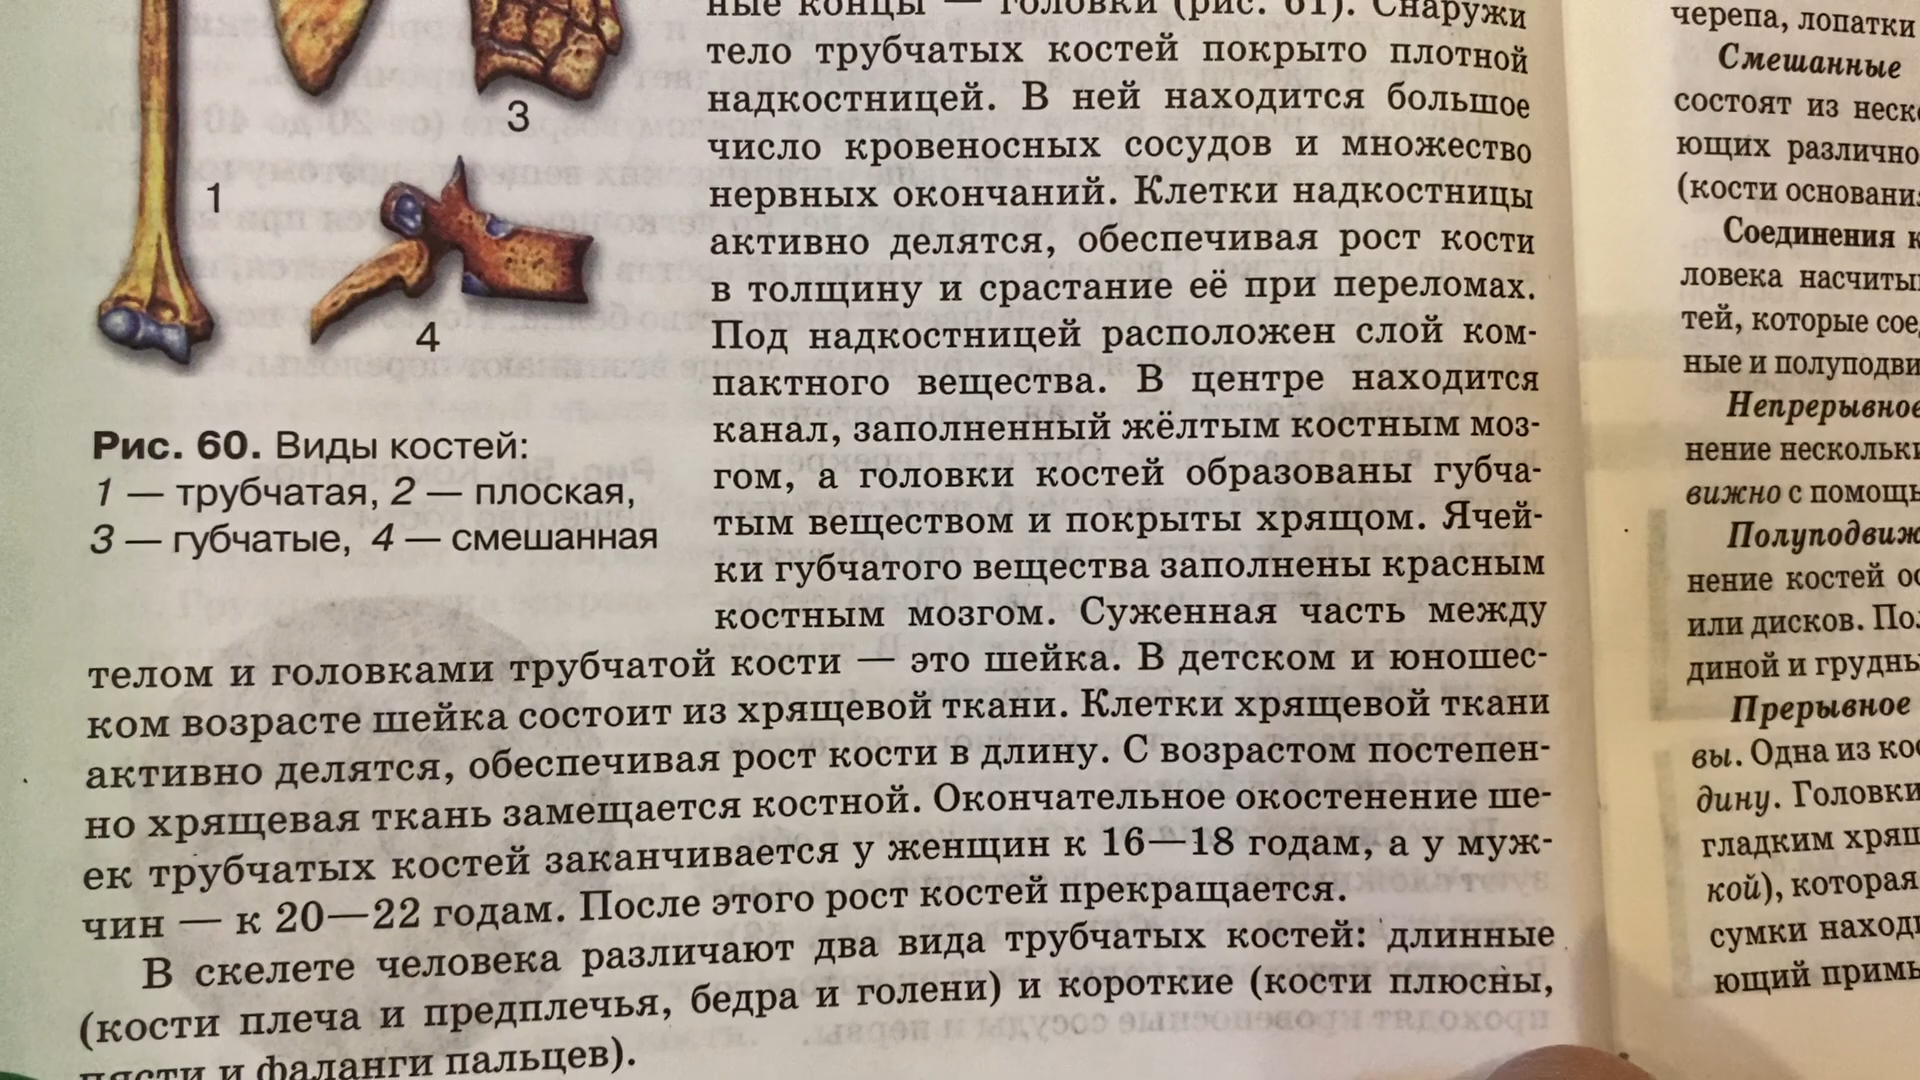 1
3
4
Рис. 60. Виды костей:
1 — трубчатая, 2 — плоская,
3 — губчатые, 4 — смешанная
ные концы — головки (рис. 61). Снаружи
тело трубчатых костей покрыто плотной
надкостницей. В ней находится большое
число кровеносных сосудов и множество
нервных окончаний. Клетки надкостницы
активно делятся, обеспечивая рост кости
в толщину и срастание её при переломах.
Под надкостницей расположен слой ком-
пактного вещества. В центре находится
канал, заполненный жёлтым костным моз-
гом, а головки костей образованы губча-
тым веществом и покрыты хрящом. Ячей-
ки губчатого вещества заполнены красным
костным мозгом. Суженная часть между
телом и головками трубчатой кости — это шейка. В детском и юношес-
ком возрасте шейка состоит из хрящевой ткани. Клетки хрящевой ткани
активно делятся, обеспечивая рост кости в длину. С возрастом постепен-
но хрящевая ткань замещается костной. Окончательное окостенение ше-
ек трубчатых костей заканчивается у женщин к 16—18 годам, а у муж-
чин — к 20—22 годам. После этого рост костей прекращается.
В скелете человека различают два вида трубчатых костей: длинные
(кости плеча и предплечья, бедра и голени) и короткие (кости плюсны,
пясти и фаланги пальцев).
черепа, лопатки
Смешанные
состоят из неск
ющих различно
(кости основани
Соединения к
ловека насчиты
тей, которые сое
ные и полуподви
Непрерывное
нение нескольки
вижно с помощь
Полуподвиж
нение костей ос
или дисков. Пол
диной и грудны
Прерывное
вы. Одна из кос
дину. Головки
гладким хрящ
кой), которая
сумки находи
ющий примы